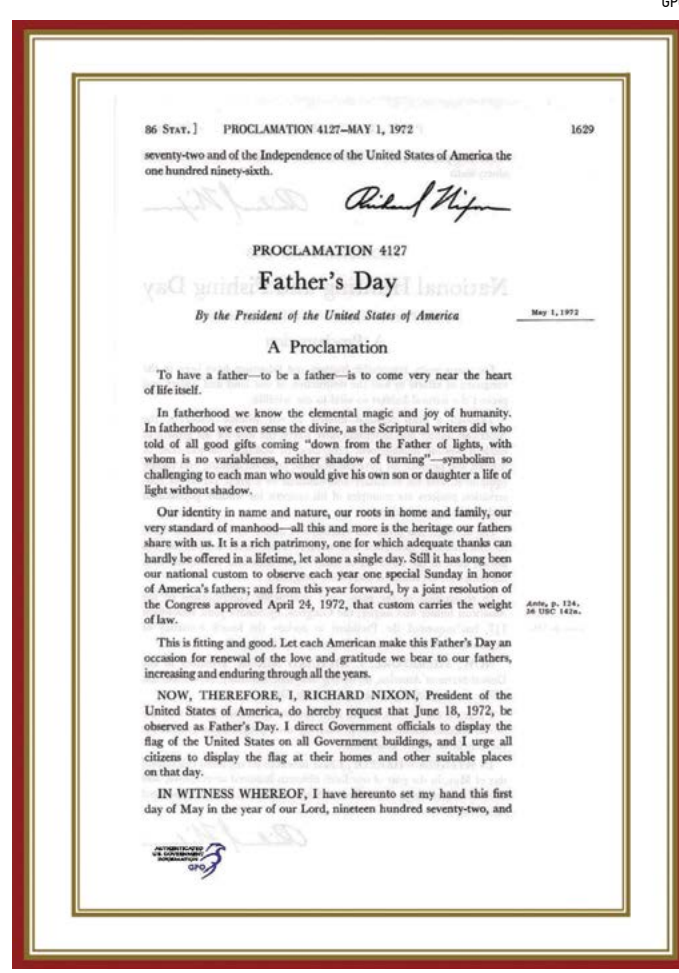 GP
86 STAT.] PROCLAMATION 4127–MAY 1, 1972 1629
seventy-two and of the Independence of the United States of America the
one hundred ninety-sixth.
Richard Nixon
PROCLAMATION 4127
Father's Day
By the President of the United States of America
May 1, 1972
A Proclamation
To have a father—to be a father—is to come very near the heart
of life itself.
In fatherhood we know the elemental magic and joy of humanity.
In fatherhood we even sense the divine, as the Scriptural writers did who
told of all good gifts coming "down from the Father of lights, with
whom is no variableness, neither shadow of turning"—symbolism so
challenging to each man who would give his own son or daughter a life of
light without shadow.
Our identity in name and nature, our roots in home and family, our
very standard of manhood—all this and more is the heritage our fathers
share with us. It is a rich patrimony, one for which adequate thanks can
hardly be offered in a lifetime, let alone a single day. Still it has long been
our national custom to observe each year one special Sunday in honor
of America's fathers; and from this year forward, by a joint resolution of
the Congress approved April 24, 1972, that custom carries the weight
of law.
Ante, p. 124,
36 USC 142a.
This is fitting and good. Let each American make this Father's Day an
occasion for renewal of the love and gratitude we bear to our fathers,
increasing and enduring through all the years.
NOW, THEREFORE, I, RICHARD NIXON, President of the
United States of America, do hereby request that June 18, 1972, be
observed as Father's Day. I direct Government officials to display the
flag of the United States on all Government buildings, and I urge all
citizens to display the flag at their homes and other suitable places
on that day.
IN WITNESS WHEREOF, I have hereunto set my hand this first
day of May in the year of our Lord, nineteen hundred seventy-two, and
AUTHENTICATED
U.S. GOVERNMENT
INFORMATION
GPO